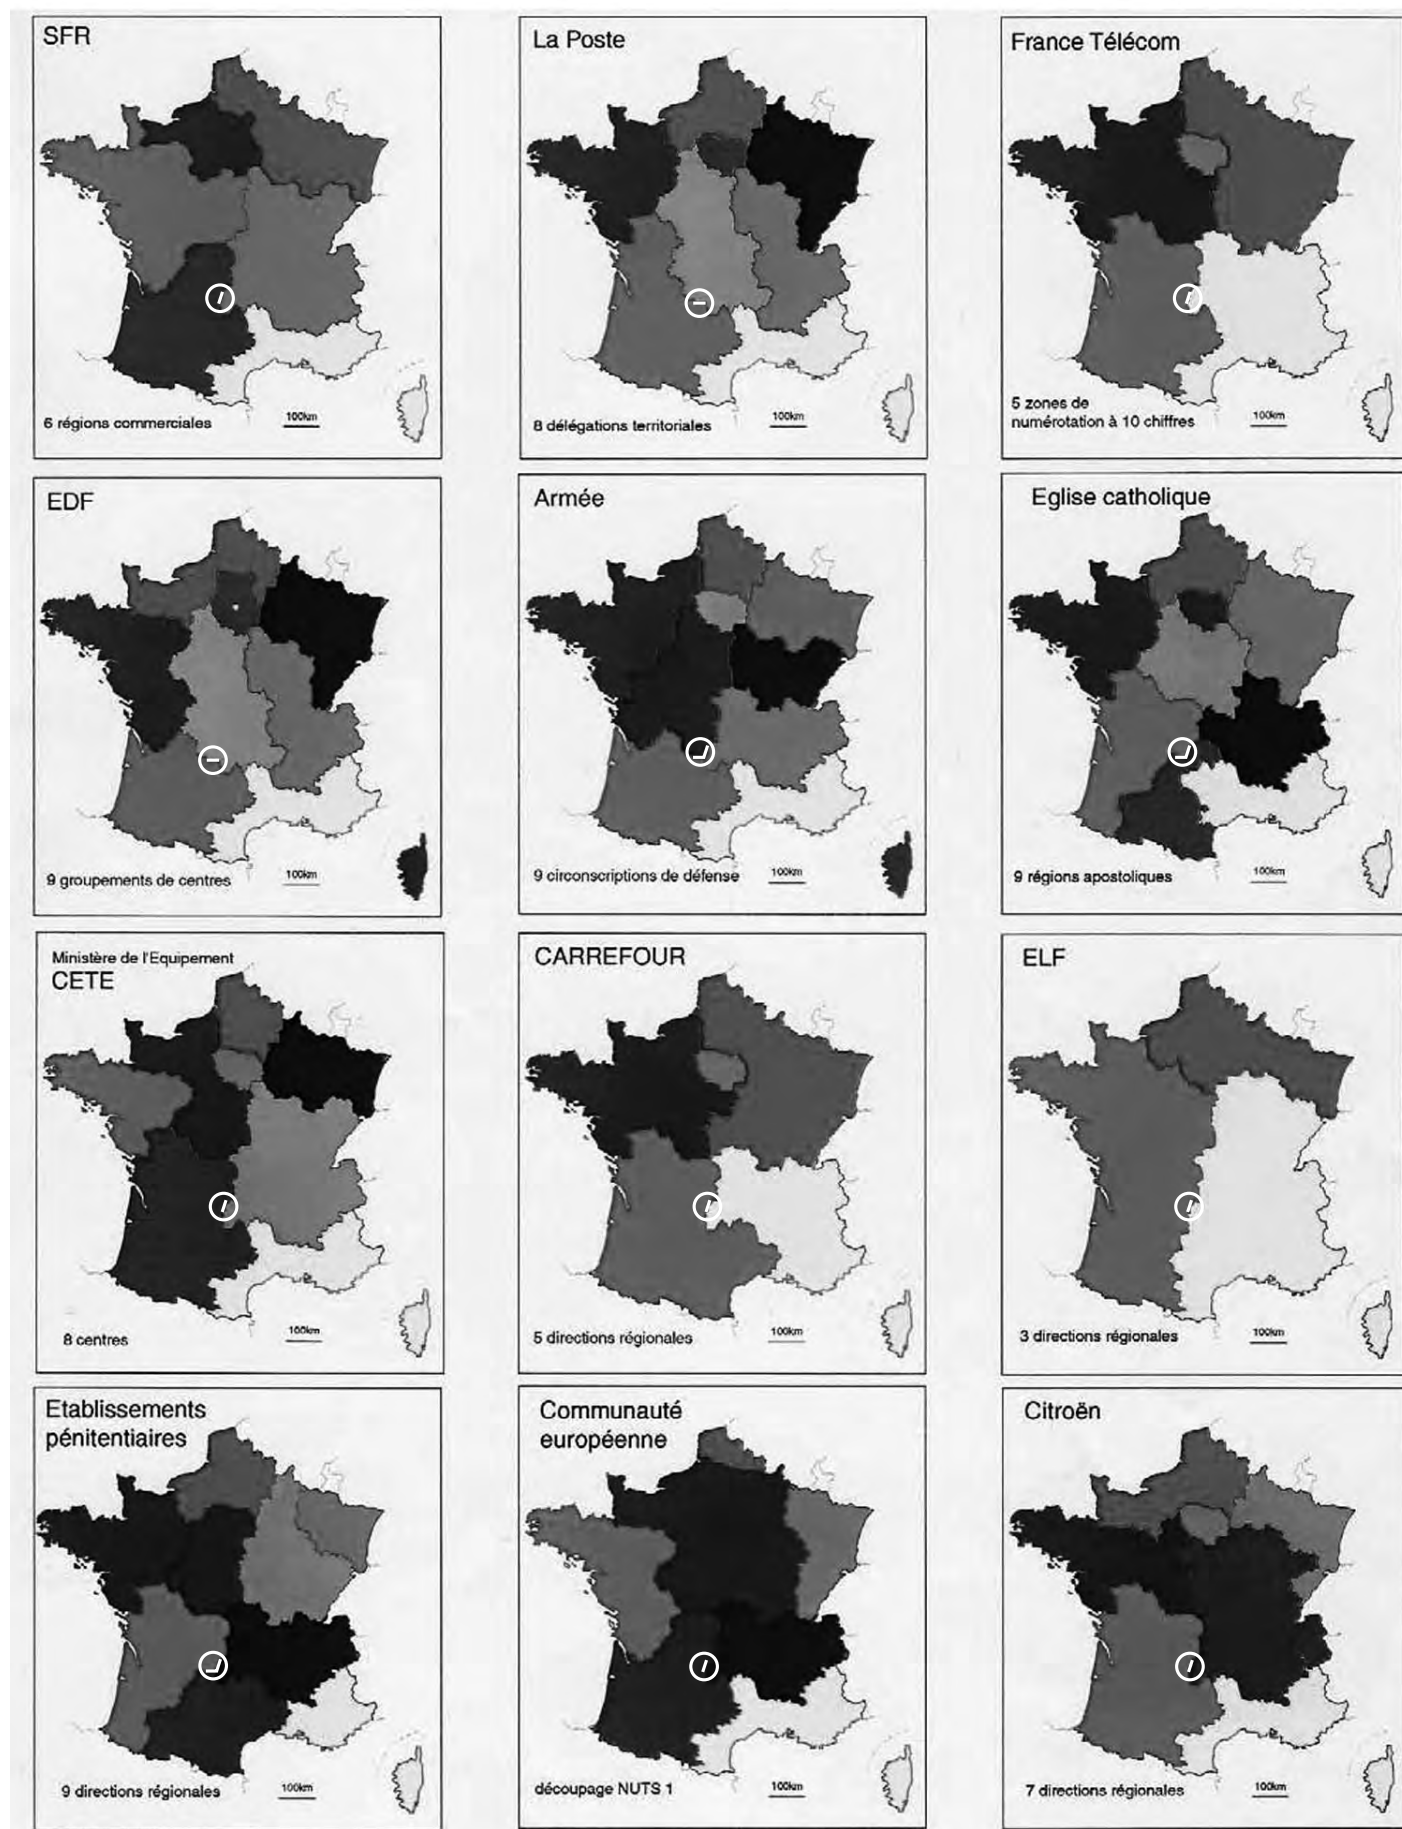 SFR
6 régions commerciales
100km
La Poste
8 délégations territoriales
100km
France Télécom
5 zones de
numérotation à 10 chiffres
100km
EDF
9 groupements de centres
100km
Armée
9 circonscriptions de défense
100km
Eglise catholique
9 régions apostoliques
100km
Ministère de l'Equipement
CETE
8 centres
100km
CARREFOUR
5 directions régionales
100km
ELF
3 directions régionales
100km
Etablissements
pénitentiaires
9 directions régionales
100km
Communauté
européenne
découpage NUTS 1
100km
Citroën
7 directions régionales
100km